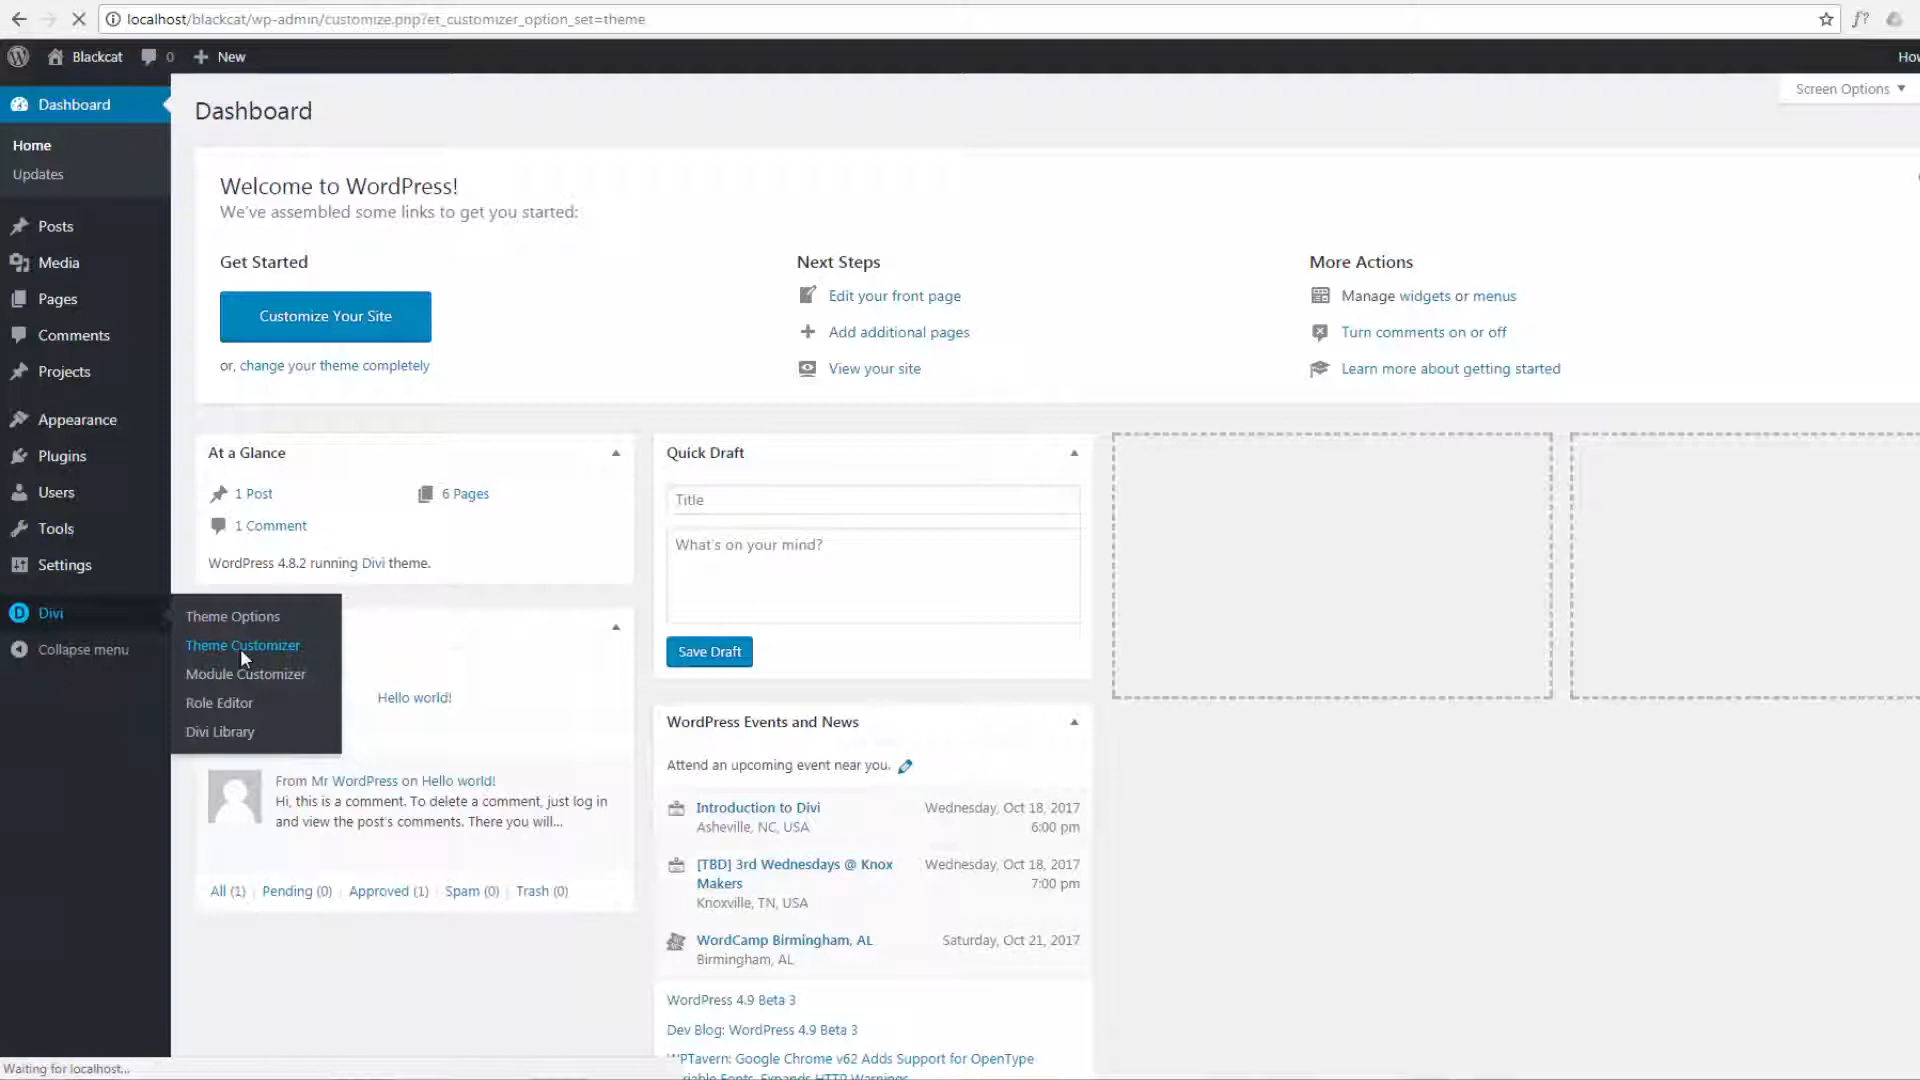 localhost/blackcat/wp-admin/customize.php?et_customizer_option_set=theme
Blackcat 0 New
How
Dashboard
Home
Updates
Posts
Media
Pages
Comments
Projects
Appearance
Plugins
Users
Tools
Settings
Divi
Collapse menu
Theme Options
Theme Customizer
Module Customizer
Role Editor
Divi Library
Screen Options
Dashboard
Welcome to WordPress!
We've assembled some links to get you started:
Get Started
Customize Your Site
or, change your theme completely
Next Steps
Edit your front page
Add additional pages
View your site
More Actions
Manage widgets or menus
Turn comments on or off
Learn more about getting started
At a Glance
1 Post
6 Pages
1 Comment
WordPress 4.8.2 running Divi theme.
Hello world!
From Mr WordPress on Hello world!
Hi, this is a comment. To delete a comment, just log in
and view the post's comments. There you will...
All (1) | Pending (0) | Approved (1) | Spam (0) | Trash (0)
Quick Draft
Title
What's on your mind?
Save Draft
WordPress Events and News
Attend an upcoming event near you.
Introduction to Divi
Asheville, NC, USA
Wednesday, Oct 18, 2017
6:00 pm
[TBD] 3rd Wednesdays @ Knox
Makers
Knoxville, TN, USA
Wednesday, Oct 18, 2017
7:00 pm
WordCamp Birmingham, AL
Birmingham, AL
Saturday, Oct 21, 2017
WordPress 4.9 Beta 3
Dev Blog: WordPress 4.9 Beta 3
WPTavern: Google Chrome v62 Adds Support for OpenType
Variable Fonts, Expands HTTP Warnings
Waiting for localhost...